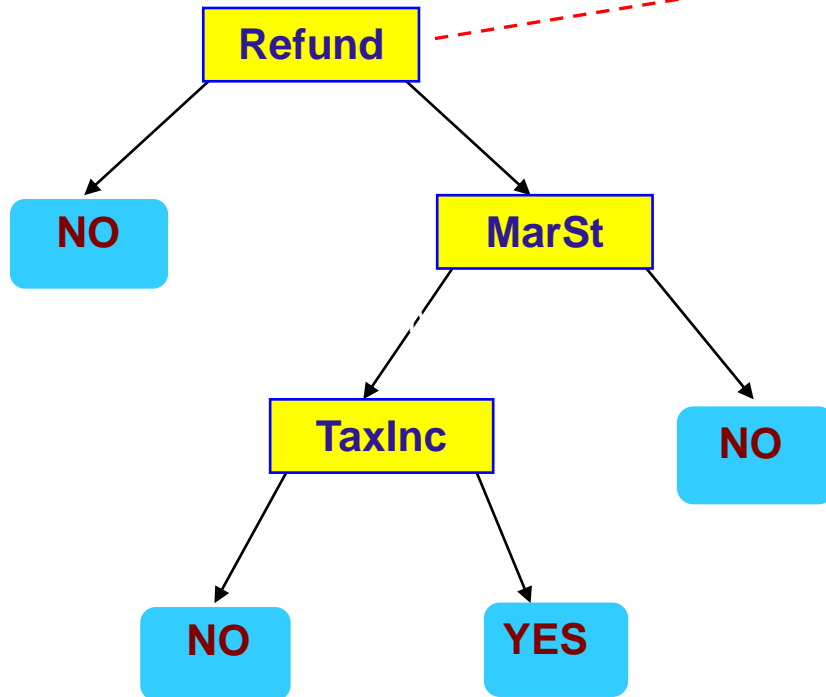 Refund
NO
MarSt
TaxInc
NO
NO
YES